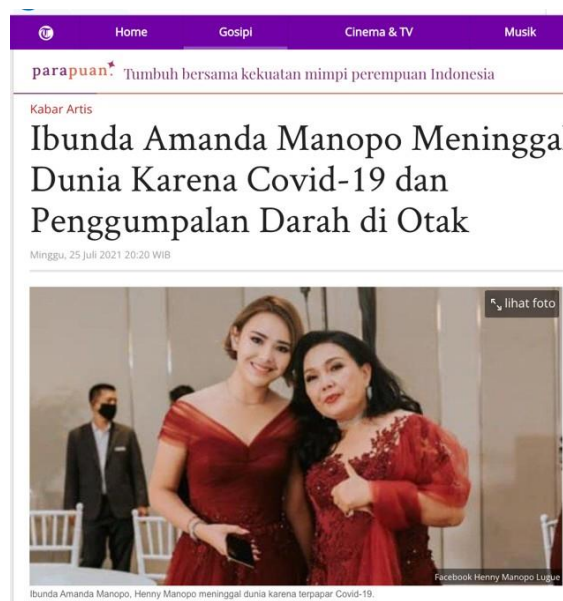 Home Gosipi Cinema & TV Musik
parapuan. Tumbuh bersama kekuatan mimpi perempuan Indonesia
Kabar Artis
Ibunda Amanda Manopo Meningga
Dunia Karena Covid-19 dan
Penggumpalan Darah di Otak
Minggu, 25 Juli 2021 20:20 WIB
lihat foto
Facebook Henny Manopo Lugue
Ibunda Amanda Manopo, Henny Manopo meninggal dunia karena terpapar Covid-19.